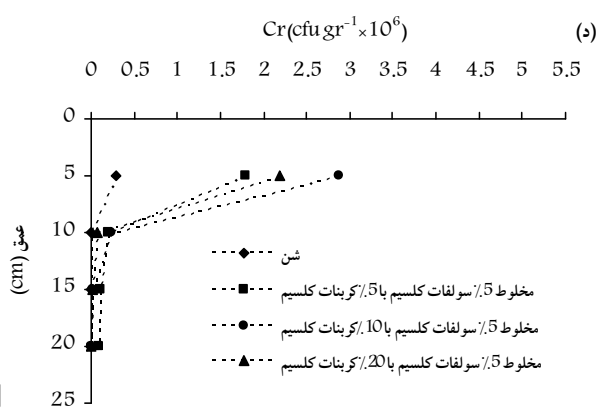 (د)
Cr(cfu gr⁻¹×10⁶)
0 0.5 1 1.5 2 2.5 3 3.5 4 4.5 5 5.5
0
5
10
15
20
25
عمق (cm)
شن
مخلوط 5٪ سولفات کلسیم با 5٪ کربنات کلسیم
مخلوط 5٪ سولفات کلسیم با 10٪ کربنات کلسیم
مخلوط 5٪ سولفات کلسیم با 20٪ کربنات کلسیم